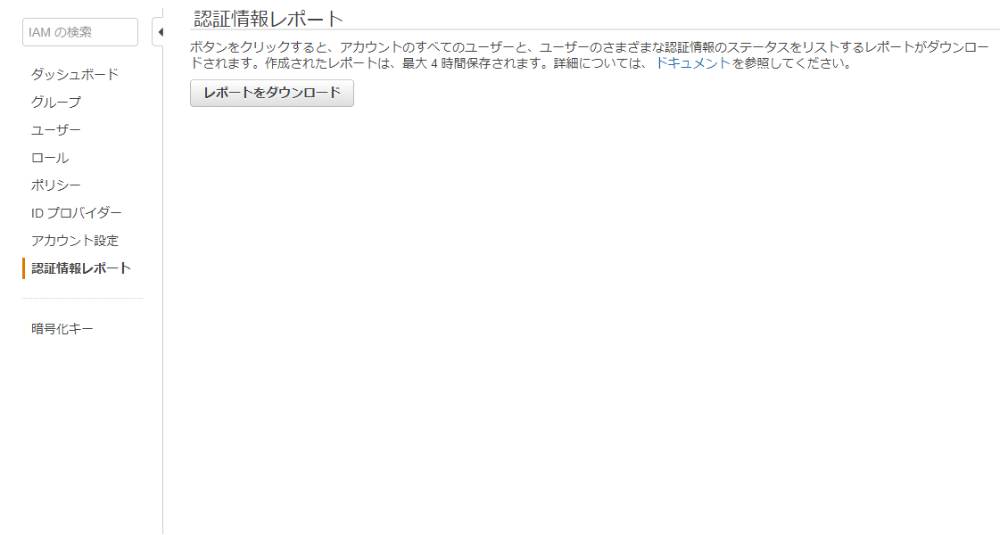 IAM の検索
ダッシュボード
グループ
ユーザー
ロール
ポリシー
ID プロバイダー
アカウント設定
認証情報レポート
暗号化キー
認証情報レポート
ボタンをクリックすると、アカウントのすべてのユーザーと、ユーザーのさまざまな認証情報のステータスをリストするレポートがダウンロー
ドされます。作成されたレポートは、最大 4 時間保存されます。詳細については、ドキュメントを参照してください。
レポートをダウンロード